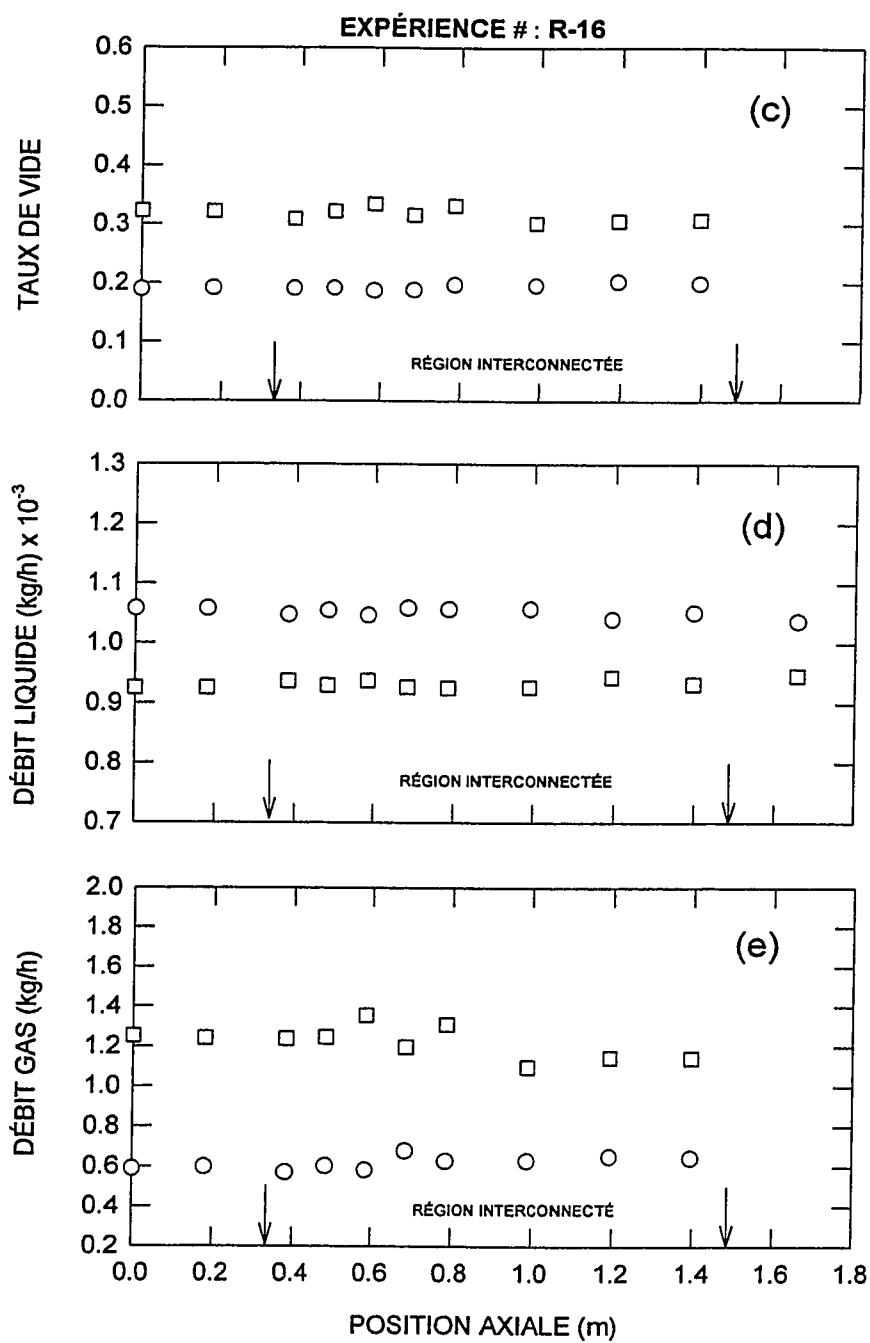 EXPÉRIENCE # : R-16
0.6
0.5
0.4
0.3
0.2
0.1
0.0
TAUX DE VIDE
(c)
RÉGION INTERCONNECTÉE
1.3
1.2
1.1
1.0
0.9
0.8
0.7
DÉBIT LIQUIDE (kg/h) x 10⁻³
(d)
RÉGION INTERCONNECTÉE
2.0
1.8
1.6
1.4
1.2
1.0
0.8
0.6
0.4
0.2
DÉBIT GAS (kg/h)
(e)
RÉGION INTERCONNECTÉ
0.0 0.2 0.4 0.6 0.8 1.0 1.2 1.4 1.6 1.8
POSITION AXIALE (m)